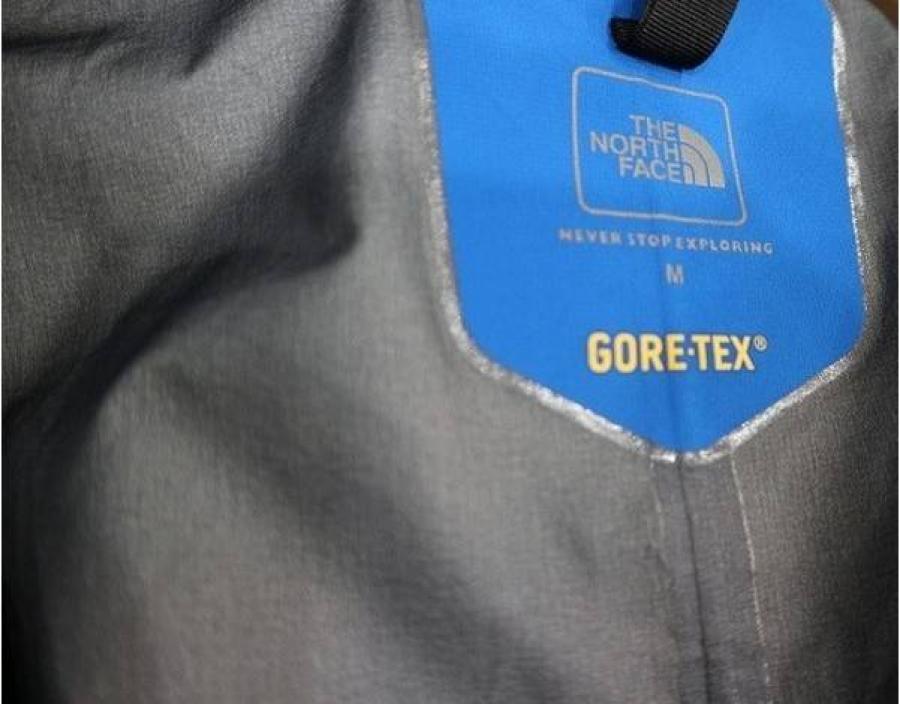 THE
NORTH
FACE
NEVER STOP EXPLORING
M
GORE-TEX®